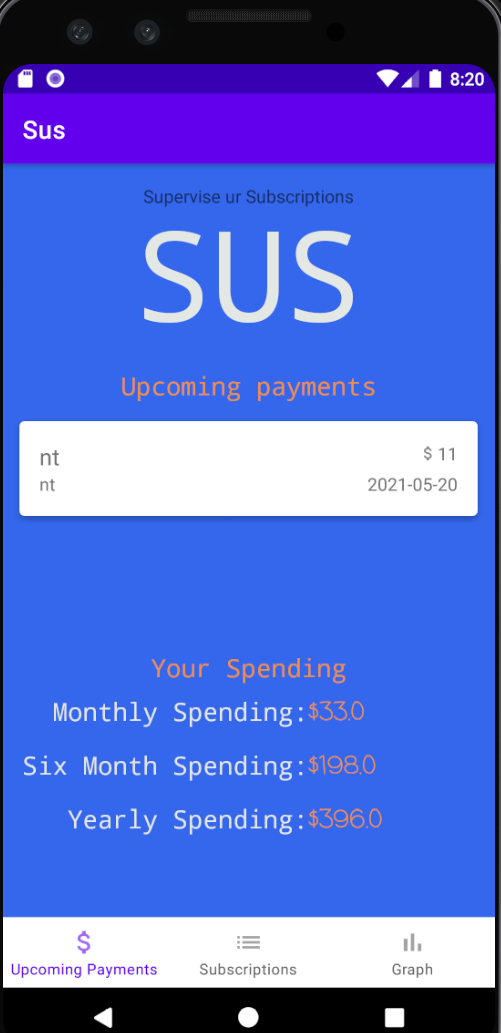 8:20
Sus
Supervise ur Subscriptions
SUS
Upcoming payments
nt $ 11
nt 2021-05-20
Your Spending
Monthly Spending:$33.0
Six Month Spending:$198.0
Yearly Spending:$396.0
$
Upcoming Payments Subscriptions Graph